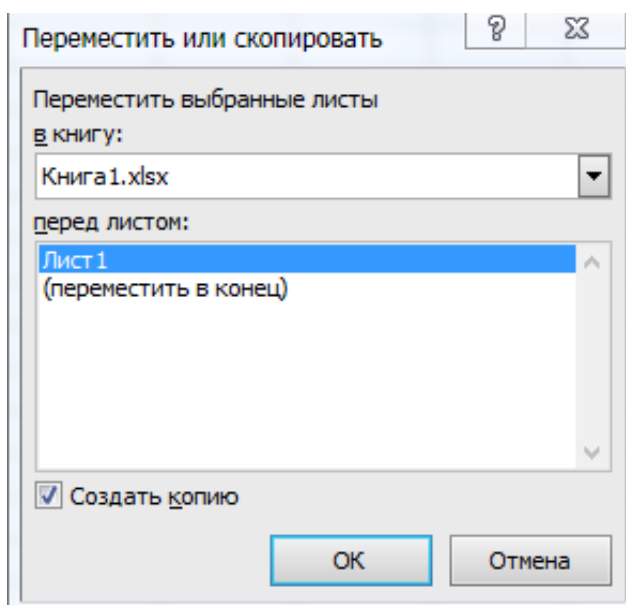 Переместить или скопировать
Переместить выбранные листы
в книгу:
Книга1.xlsx
перед листом:
Лист1
(переместить в конец)
Создать копию
ОК
Отмена